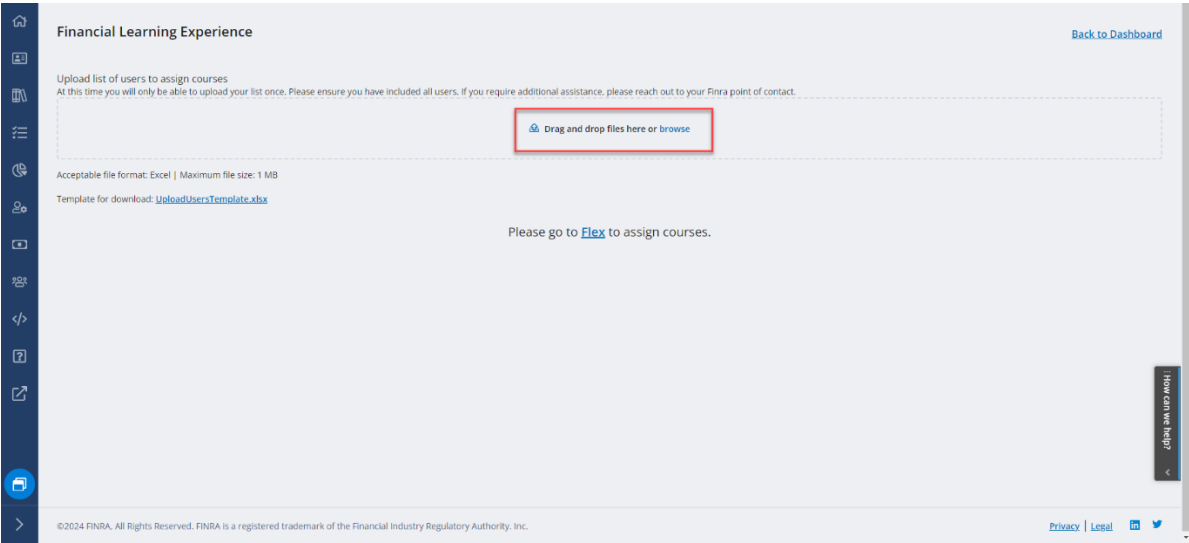 Financial Learning Experience
Back to Dashboard
Upload list of users to assign courses
At this time you will only be able to upload your list once. Please ensure you have included all users. If you require additional assistance, please reach out to your Finra point of contact.
Drag and drop files here or browse
Acceptable file format: Excel | Maximum file size: 1 MB
Template for download: UploadUsersTemplate.xlsx
Please go to Flex to assign courses.
How can we help?
©2024 FINRA, All Rights Reserved. FINRA is a registered trademark of the Financial Industry Regulatory Authority. Inc.
Privacy | Legal